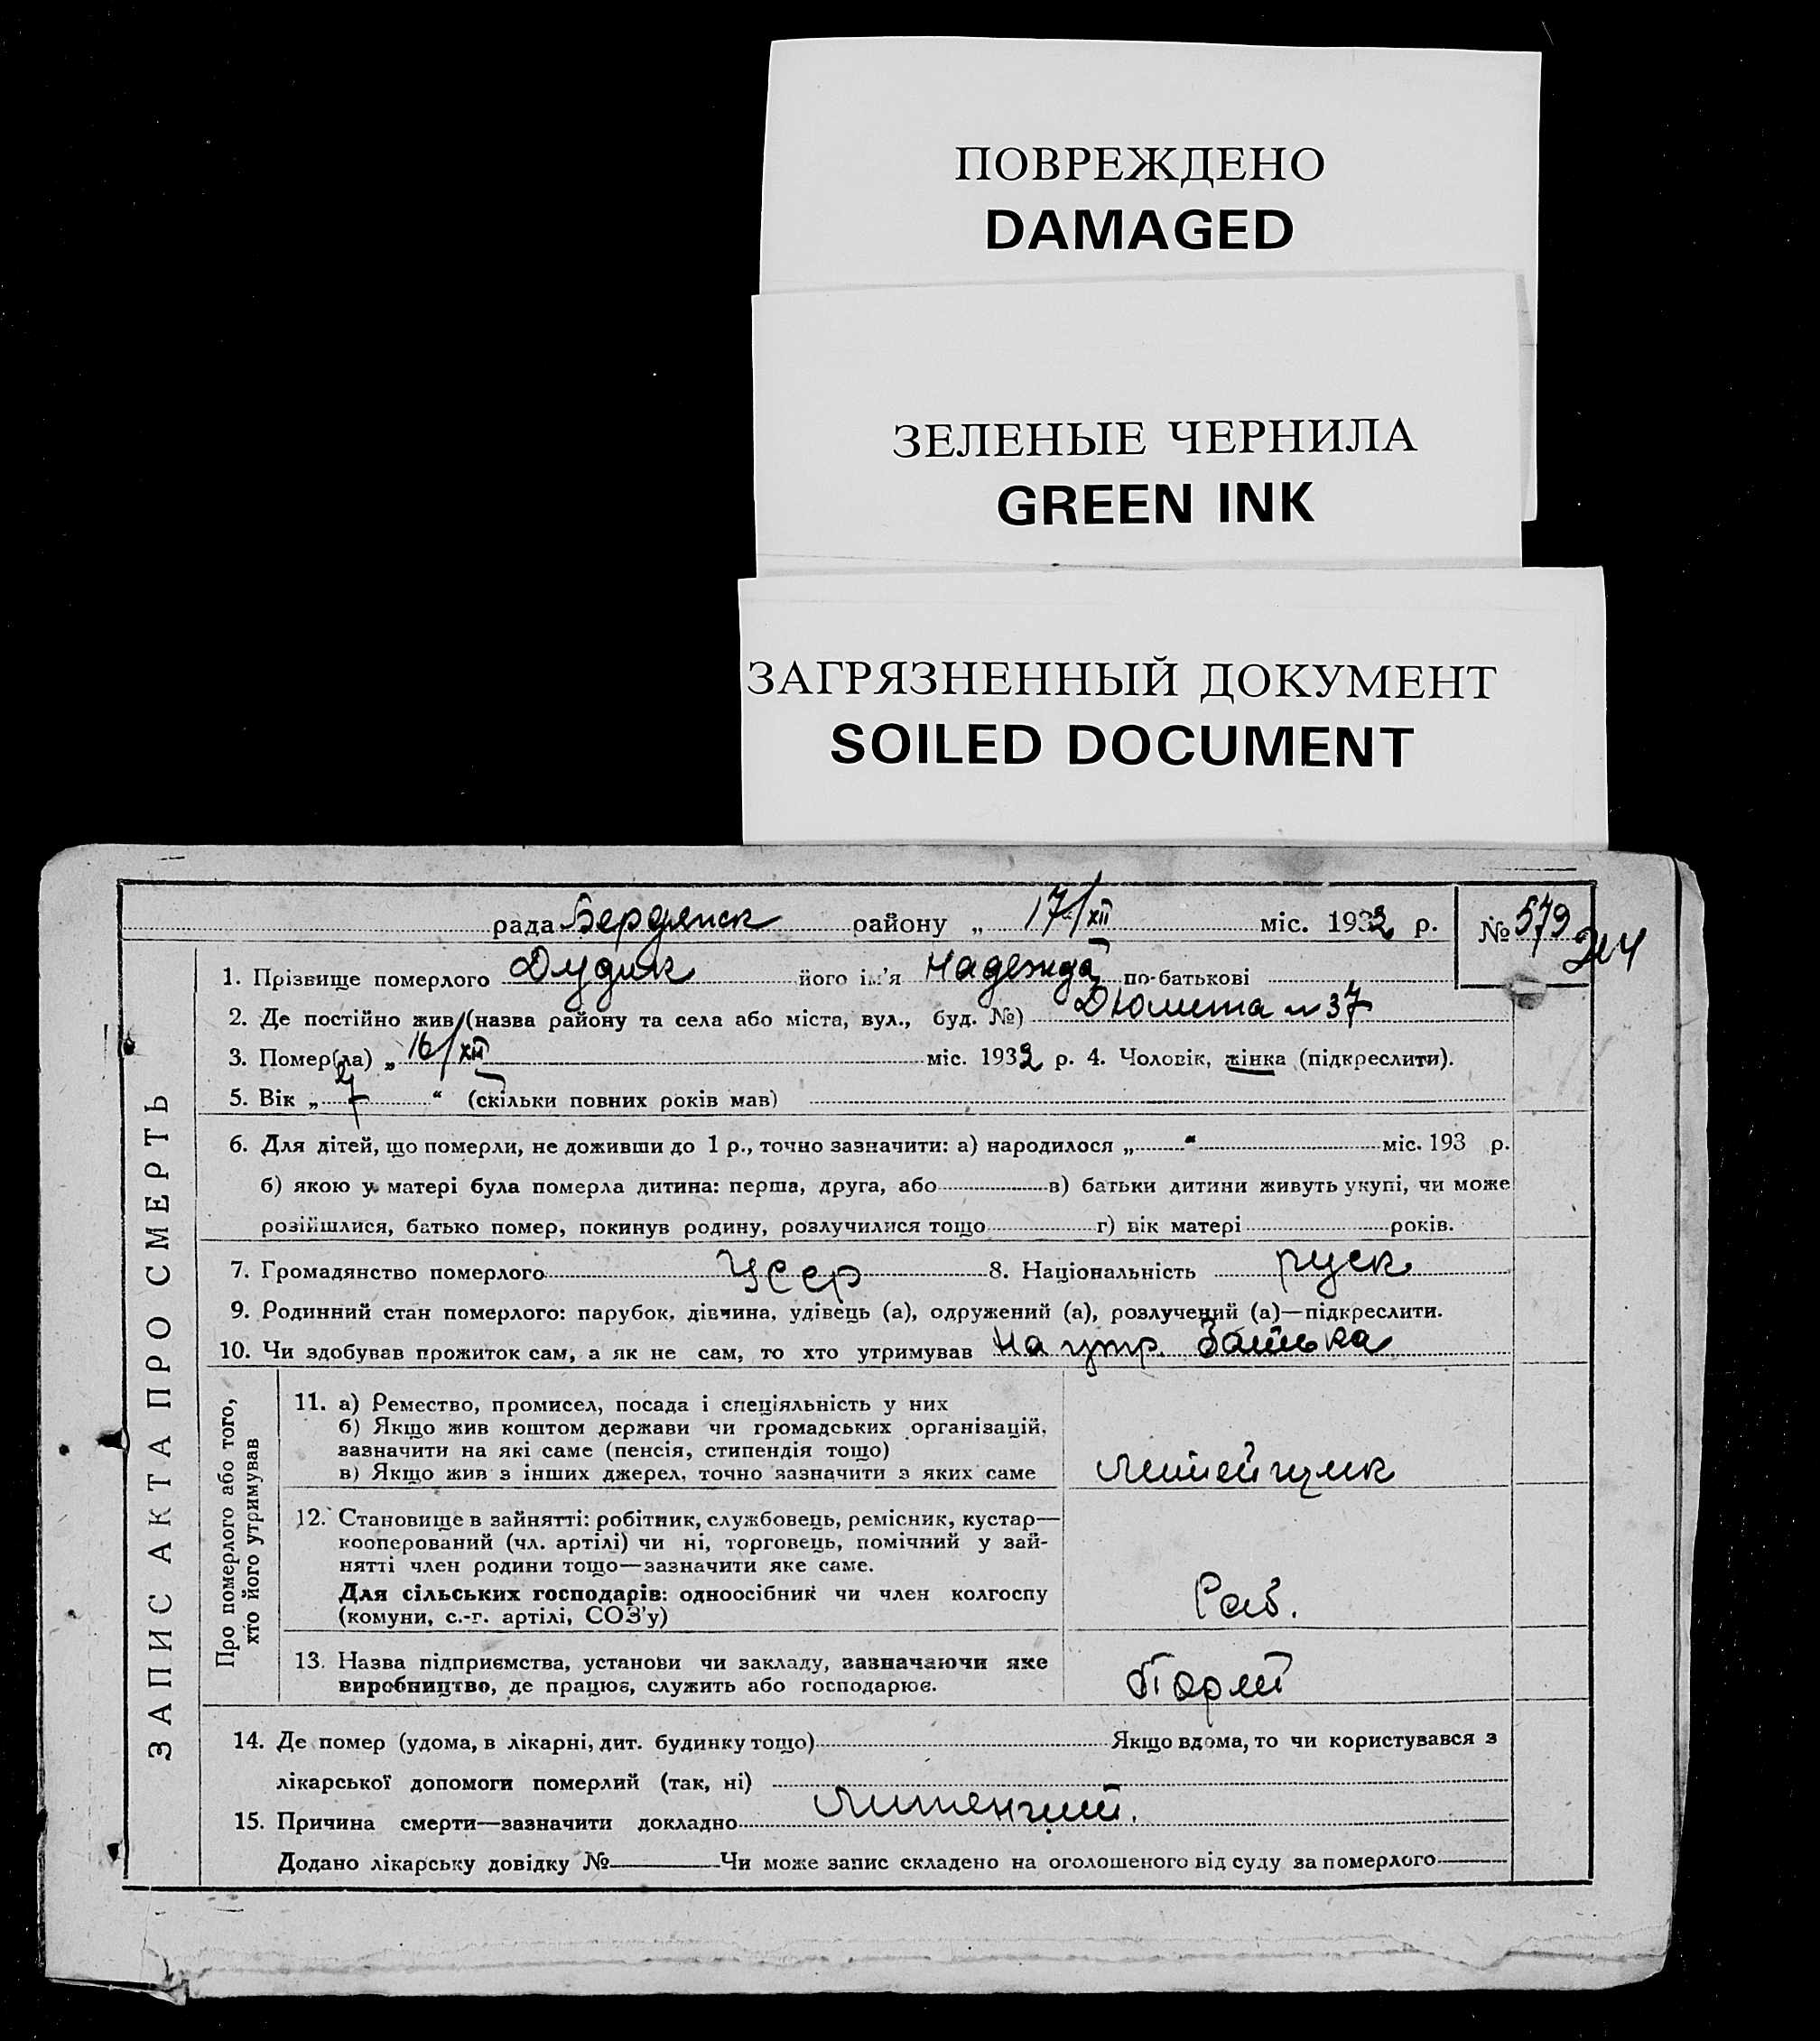 ПОВРЕЖДЕНО
DAMAGED
ЗЕЛЕНЫЕ ЧЕРНИЛА
GREEN INK
ЗАГРЯЗНЕННЫЙ ДОКУМЕНТ
SOILED DOCUMENT
рада Бердянск району „ 17/XII міс. 1932 р. № 579
1. Прізвище померлого Дудик його ім'я Надежда по-батькові
2. Де постійно жив (назва району та села або міста, вул., буд. №) 37
3. Помер(ла) „ 16/XII міс. 1932 р. 4. Чоловік, жінка (підкреслити).
5. Вік „ “ (скільки повних років мав)
6. Для дітей, що померли, не доживши до 1 р., точно зазначити: а) народилося „ “ міс. 193 р.
б) якою у матері була померла дитина: перша, друга, або в) батьки дитини живуть укупі, чи може
розійшлися, батько помер, покинув родину, розлучилися тощо г) вік матері років.
7. Громадянство померлого Усср 8. Національність руск
9. Родинний стан померлого: парубок, дівчина, удівець (а), одружений (а), розлучений (а)—підкреслити.
10. Чи здобував прожиток сам, а як не сам, то хто утримував На утр. батька
ЗАПИС АКТА ПРО СМЕРТЬ
Про померлого або того,
хто його утримував
11. а) Ремество, промисел, посада і спеціяльність у них
б) Якщо жив коштом держави чи громадських організацій,
зазначити на які саме (пенсія, стипендія тощо)
в) Якщо жив з інших джерел, точно зазначити з яких саме
12. Становище в зайнятті: робітник, службовець, ремісник, кустар—
кооперований (чл. артілі) чи ні, торговець, помічний у зай-
нятті член родини тощо—зазначити яке саме.
Для сільських господарів: одноосібник чи член колгоспу
(комуни, с.-г. артілі, СОЗ'у)
Раб.
13. Назва підприємства, установи чи закладу, зазначаючи яке
виробництво, де працює, служить або господарює.
Порт
14. Де помер (удома, в лікарні, дит. будинку тощо) Якщо вдома, то чи користувався з
лікарської допомоги померлий (так, ні)
15. Причина смерти—зазначити докладно
Додано лікарську довідку № Чи може запис складено на оголошеного від суду за померлого